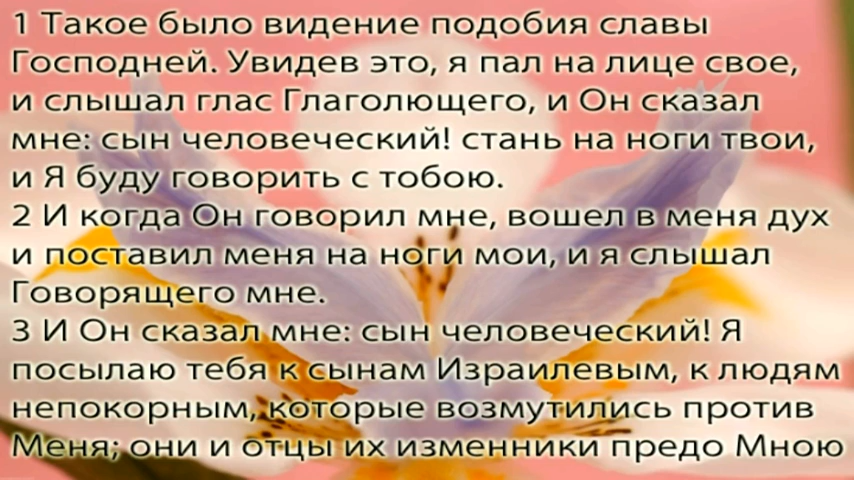 1 Такое было видение подобия славы
Господней. Увидев это, я пал на лице свое,
и слышал глас Глаголющего, и Он сказал
мне: сын человеческий! стань на ноги твои,
и Я буду говорить с тобою.
2 И когда Он говорил мне, вошел в меня дух
и поставил меня на ноги мои, и я слышал
Говорящего мне.
3 И Он сказал мне: сын человеческий! Я
посылаю тебя к сынам Израилевым, к людям
непокорным, которые возмутились против
Меня; они и отцы их изменники предо Мною